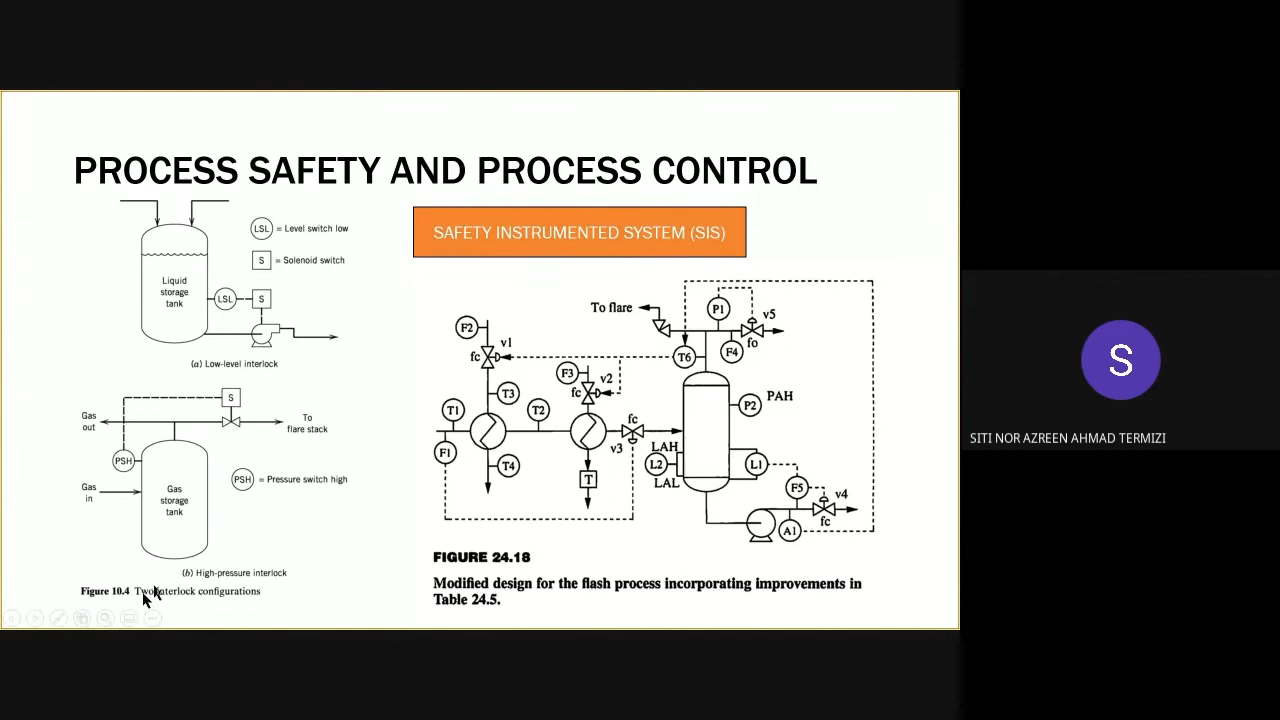 PROCESS SAFETY AND PROCESS CONTROL
LSL = Level switch low
S = Solenoid switch
Liquid
storage
tank
LSL
S
(a) Low-level interlock
S
Gas
out
To
flare stack
PSH
PSH = Pressure switch high
Gas
in
Gas
storage
tank
(b) High-pressure interlock
Figure 10.4 Two interlock configurations
SAFETY INSTRUMENTED SYSTEM (SIS)
To flare
P1
v5
fo
F4
F2
v1
fc
T6
F3
v2
fc
T3
T1
T2
fc
P2
PAH
F1
v3
LAH
L2
LAL
L1
T4
T
F5
v4
fc
A1
FIGURE 24.18
Modified design for the flash process incorporating improvements in
Table 24.5.
S
SITI NOR AZREEN AHMAD TERMIZI